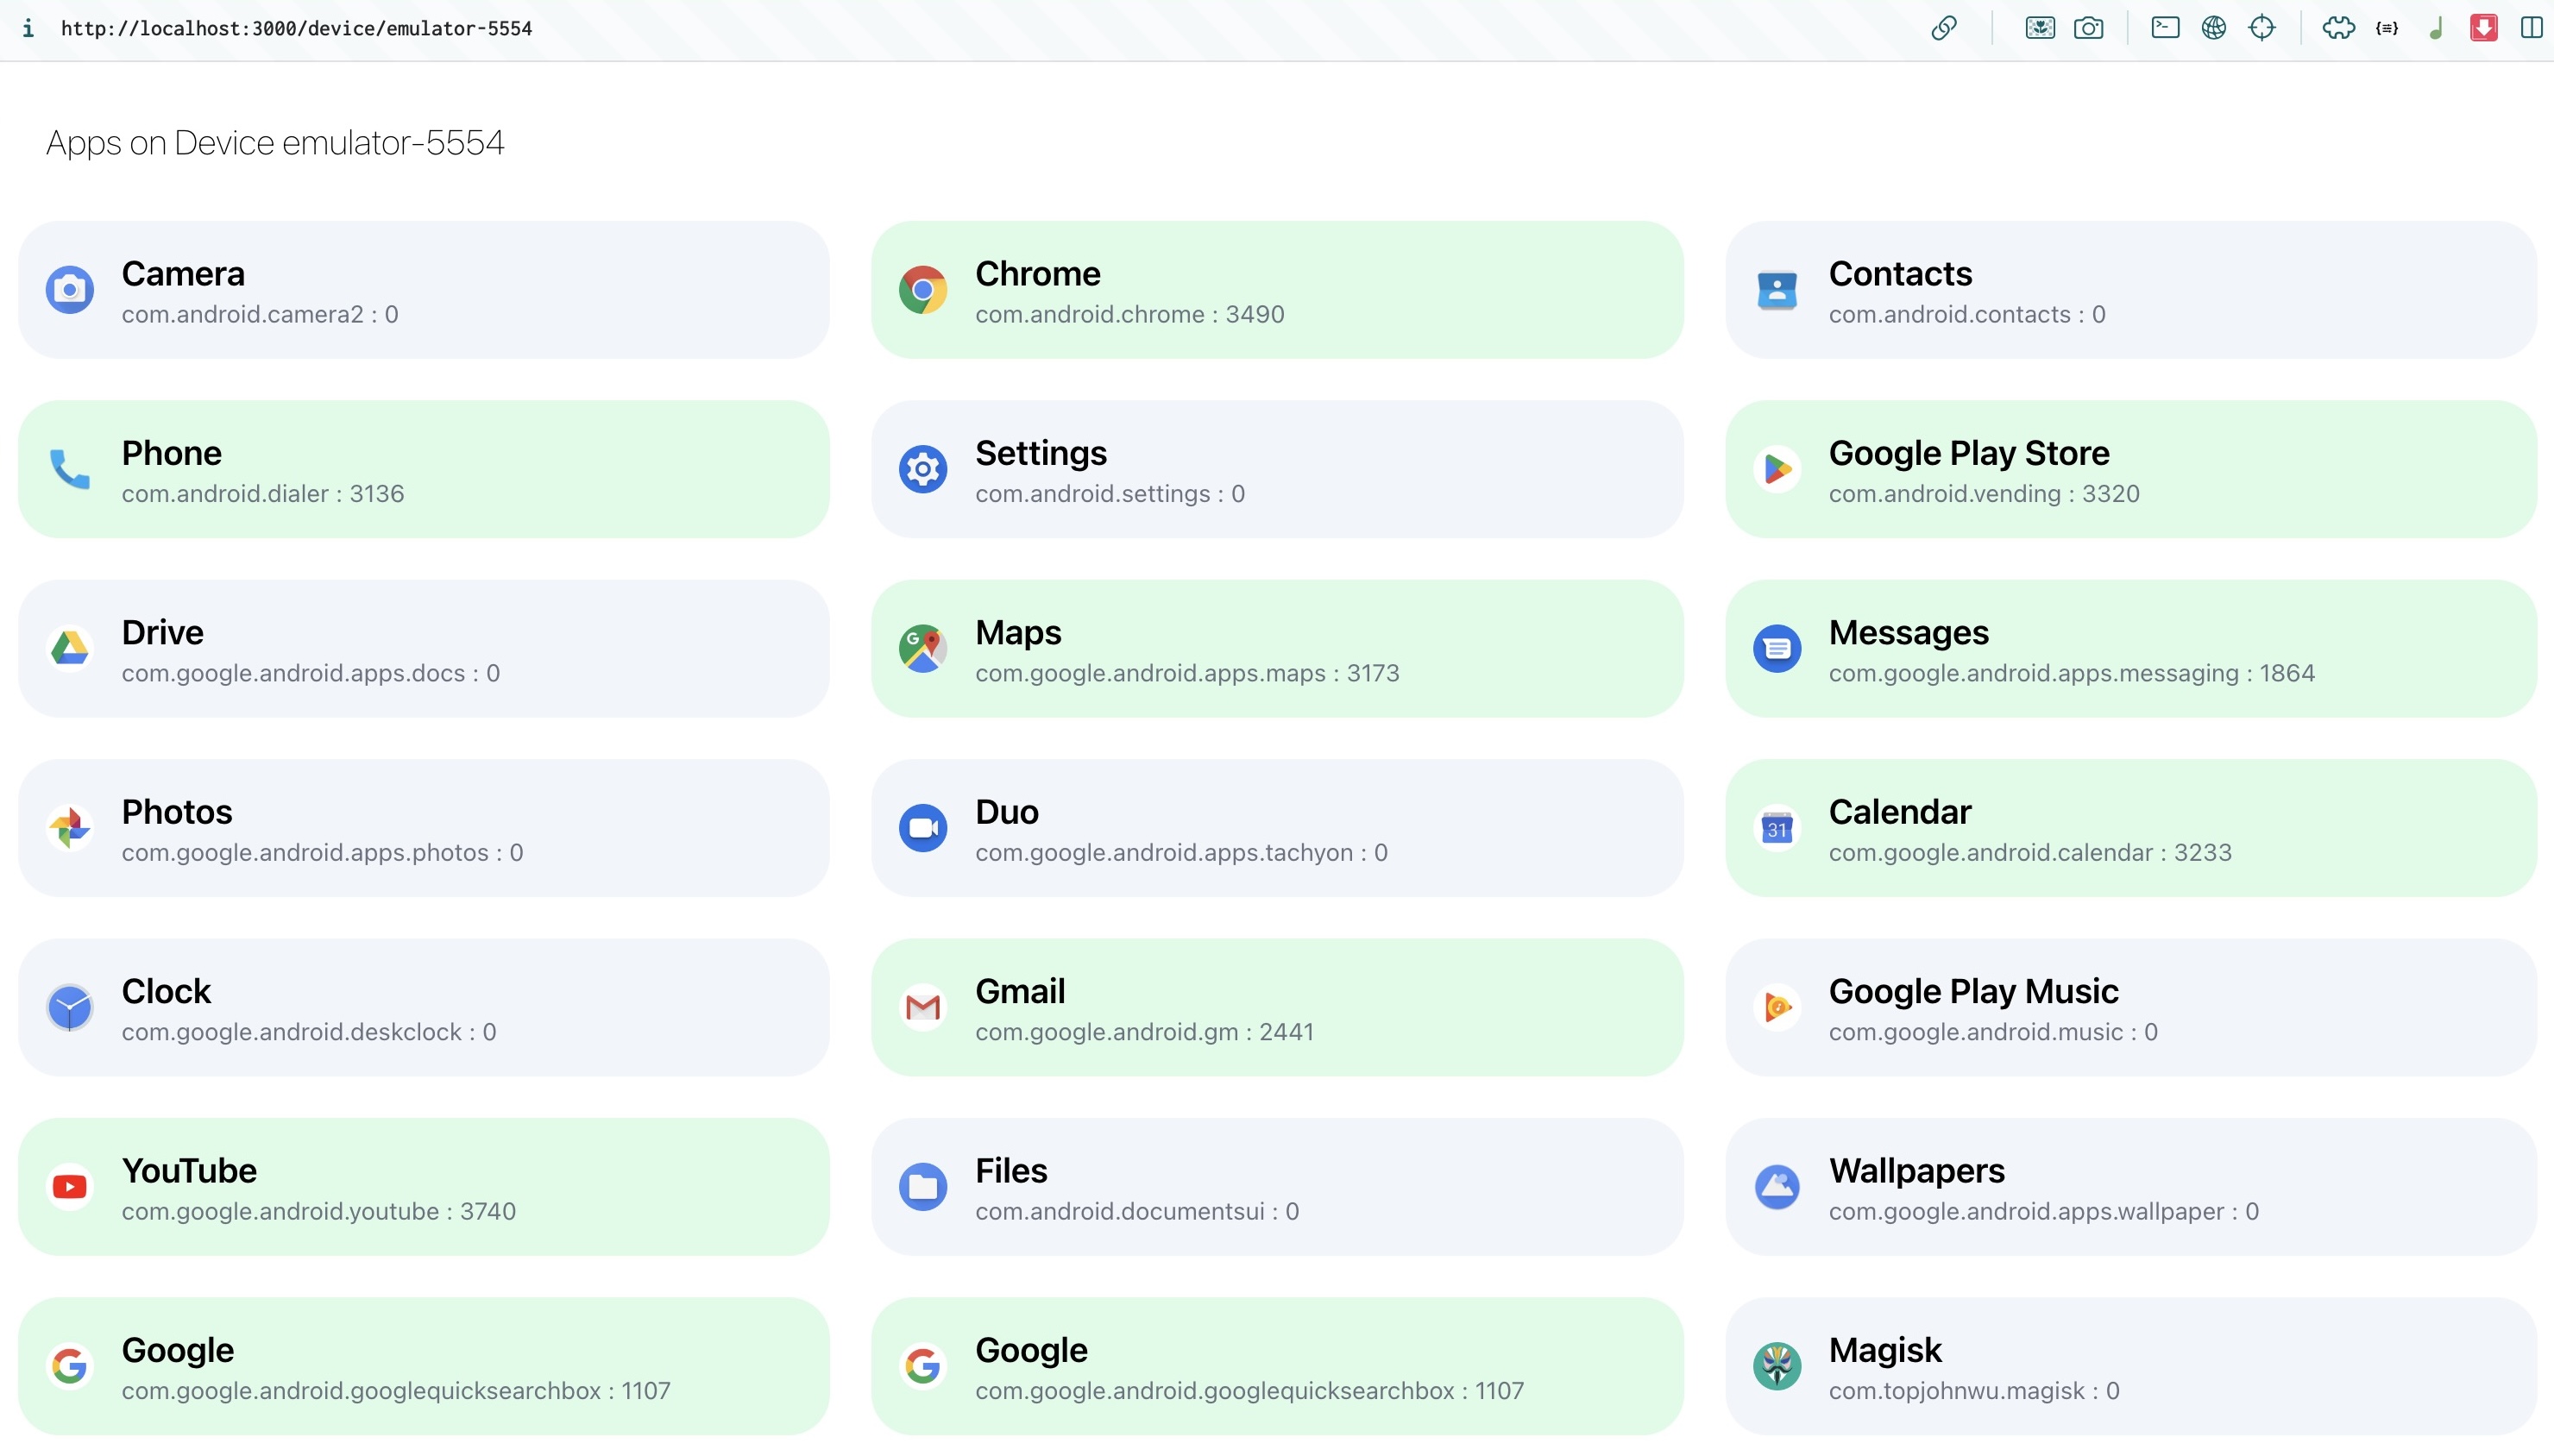 http://localhost:3000/device/emulator-5554
Apps on Device emulator-5554
Camera
com.android.camera2 : 0
Chrome
com.android.chrome : 3490
Contacts
com.android.contacts : 0
Phone
com.android.dialer : 3136
Settings
com.android.settings : 0
Google Play Store
com.android.vending : 3320
Drive
com.google.android.apps.docs : 0
Maps
com.google.android.apps.maps : 3173
Messages
com.google.android.apps.messaging : 1864
Photos
com.google.android.apps.photos : 0
Duo
com.google.android.apps.tachyon : 0
31
Calendar
com.google.android.calendar : 3233
Clock
com.google.android.deskclock : 0
Gmail
com.google.android.gm : 2441
Google Play Music
com.google.android.music : 0
YouTube
com.google.android.youtube : 3740
Files
com.android.documentsui : 0
Wallpapers
com.google.android.apps.wallpaper : 0
Google
com.google.android.googlequicksearchbox : 1107
Google
com.google.android.googlequicksearchbox : 1107
Magisk
com.topjohnwu.magisk : 0